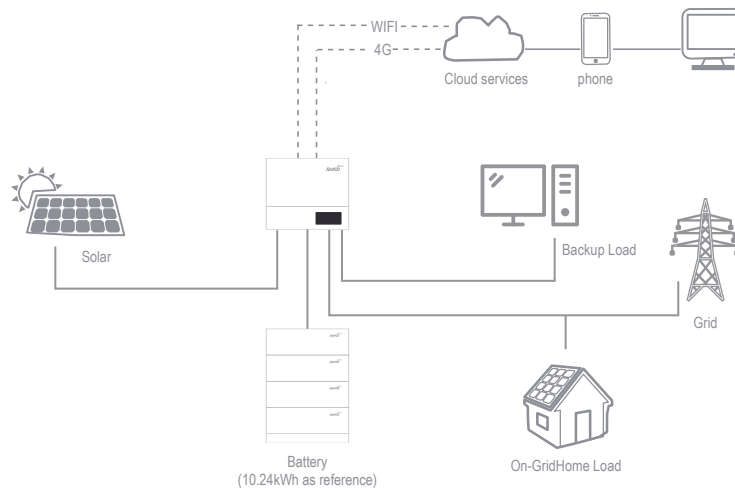 WIFI
4G
Cloud services
phone
Solar
Backup Load
Grid
Battery
(10.24kWh as reference)
On-GridHome Load